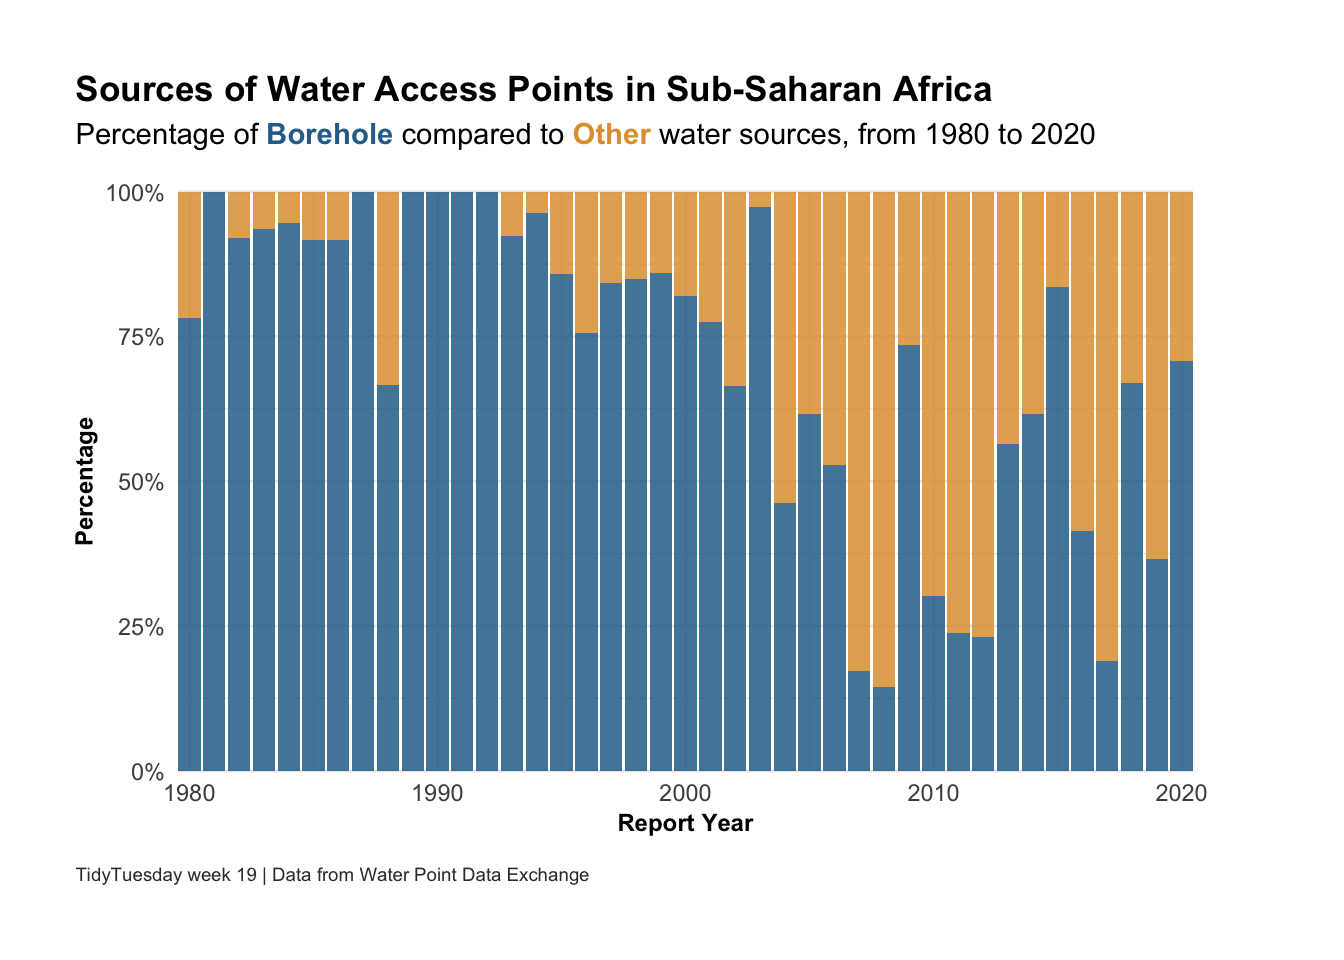 Sources of Water Access Points in Sub-Saharan Africa
Percentage of Borehole compared to Other water sources, from 1980 to 2020
100%
75%
50%
25%
0%
Percentage
1980 1990 2000 2010 2020
Report Year
TidyTuesday week 19 | Data from Water Point Data Exchange